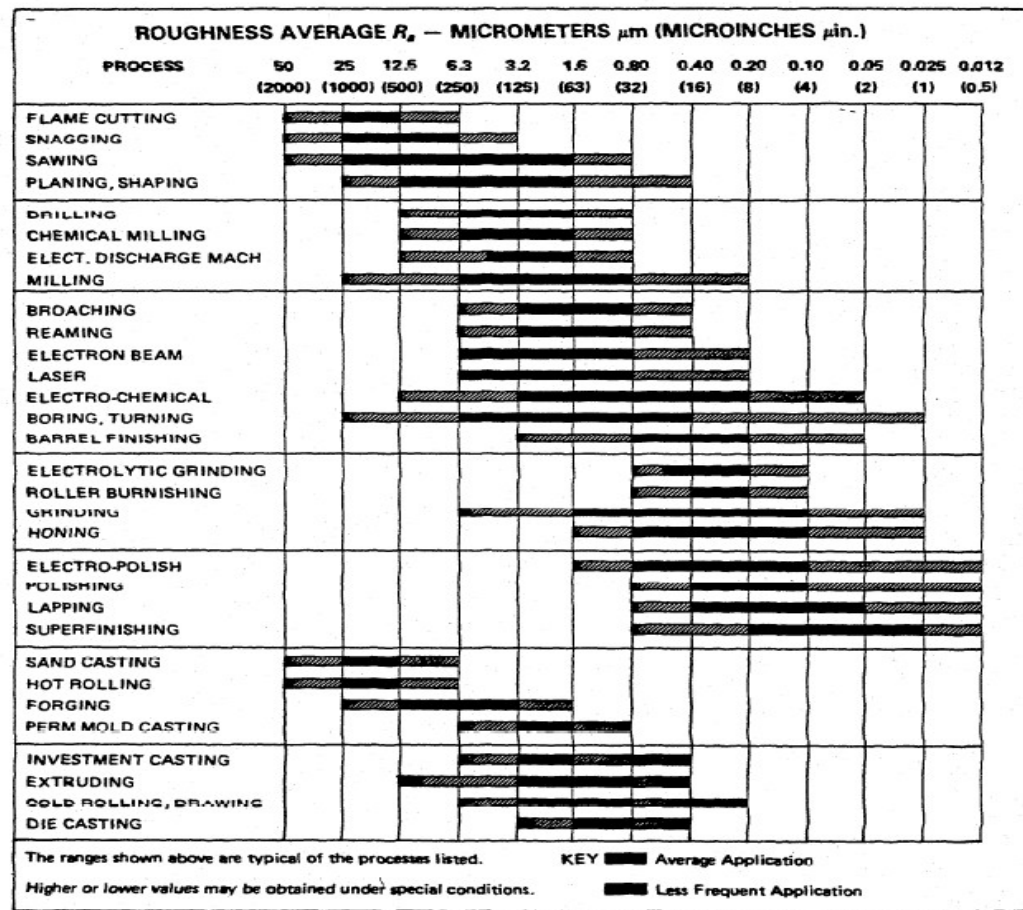 ROUGHNESS AVERAGE Ra — MICROMETERS μm (MICROINCHES μin.)
PROCESS 50 25 12.5 6.3 3.2 1.6 0.80 0.40 0.20 0.10 0.05 0.025 0.012
(2000) (1000) (500) (250) (125) (63) (32) (16) (8) (4) (2) (1) (0.5)
FLAME CUTTING
SNAGGING
SAWING
PLANING, SHAPING
DRILLING
CHEMICAL MILLING
ELECT. DISCHARGE MACH
MILLING
BROACHING
REAMING
ELECTRON BEAM
LASER
ELECTRO-CHEMICAL
BORING, TURNING
BARREL FINISHING
ELECTROLYTIC GRINDING
ROLLER BURNISHING
GRINDING
HONING
ELECTRO-POLISH
POLISHING
LAPPING
SUPERFINISHING
SAND CASTING
HOT ROLLING
FORGING
PERM MOLD CASTING
INVESTMENT CASTING
EXTRUDING
COLD ROLLING, DRAWING
DIE CASTING
The ranges shown above are typical of the processes listed. KEY Average Application
Higher or lower values may be obtained under special conditions. Less Frequent Application